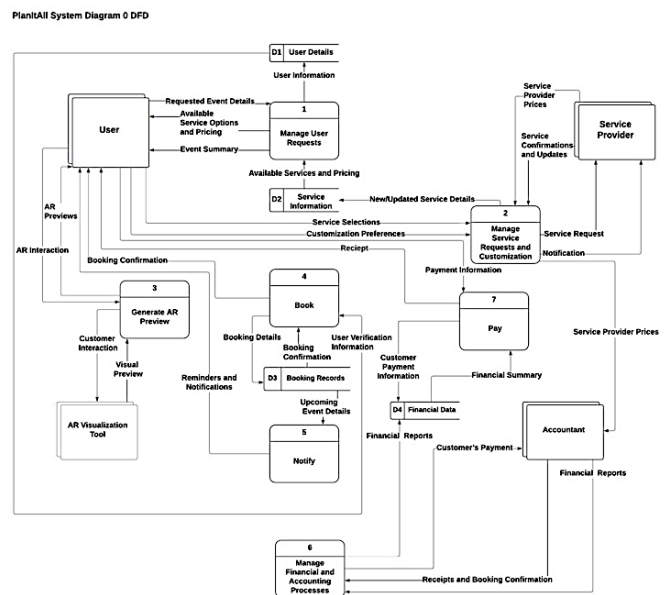 PlanItAll System Diagram 0 DFD
D1 User Details
User Information
Requested Event Details
Available
Service Options
and Pricing
Event Summary
User
1
Manage User
Requests
Service
Provider
Prices
Service
Provider
Service
Confirmations
and Updates
Available Services and Pricing
D2 Service
Information
New/Updated Service Details
2
Manage
Service
Requests and
Customization
Service Request
Notification
Service Selections
Customization Preferences
Reciept
AR
Previews
AR Interaction
Booking Confirmation
Payment Information
3
Generate AR
Preview
4
Book
7
Pay
Service Provider Prices
Customer
Interaction
Visual
Preview
Booking Details
Booking
Confirmation
User Verification
Information
Customer
Payment
Information
Financial Summary
Reminders and
Notifications
D3 Booking Records
Upcoming
Event Details
D4 Financial Data
AR Visualization
Tool
5
Notify
Financial Reports
Customer's Payment
Accountant
Financial Reports
6
Manage
Financial and
Accounting
Processes
Receipts and Booking Confirmation